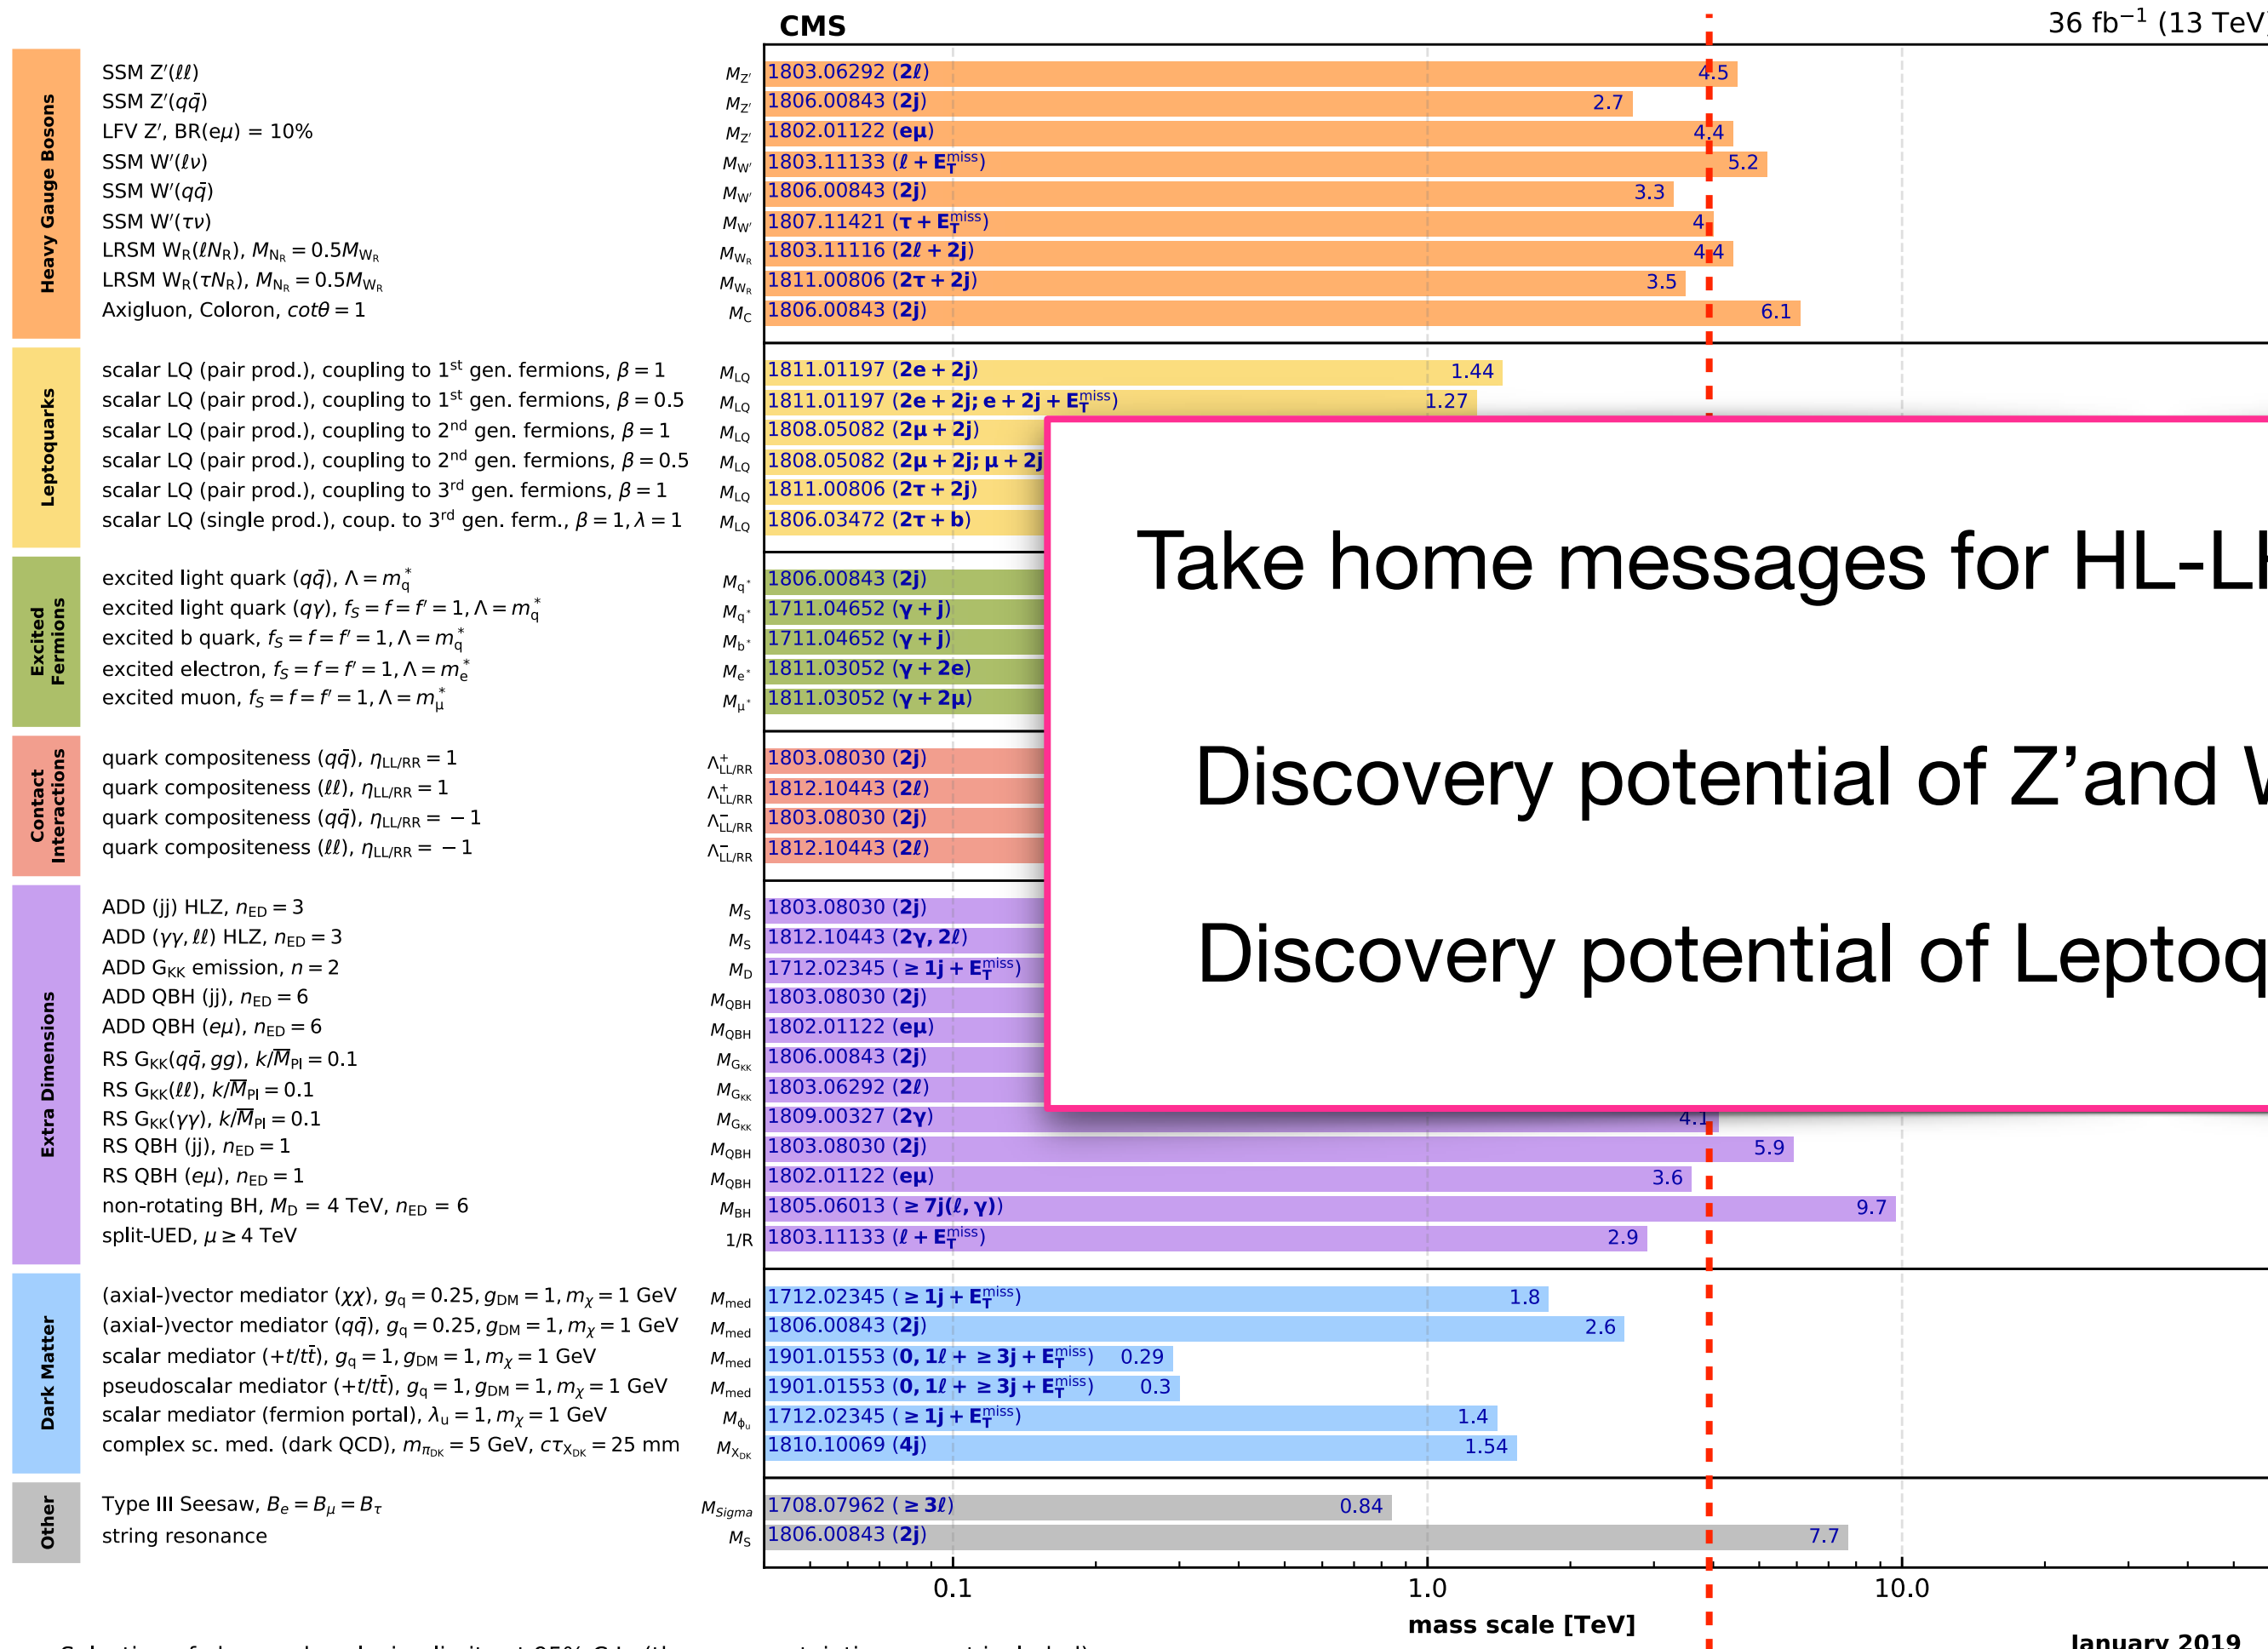 CMS
36 fb⁻¹ (13 TeV)
Heavy Gauge Bosons
SSM Z′(ℓℓ) M_Z′ 1803.06292 (2ℓ) 4.5
SSM Z′(qq̄) M_Z′ 1806.00843 (2j) 2.7
LFV Z′, BR(eμ) = 10% M_Z′ 1802.01122 (eμ) 4.4
SSM W′(ℓν) M_W′ 1803.11133 (ℓ + E_T^miss) 5.2
SSM W′(qq̄) M_W′ 1806.00843 (2j) 3.3
SSM W′(τν) M_W′ 1807.11421 (τ + E_T^miss) 4
LRSM W_R(ℓN_R), M_N_R = 0.5M_W_R M_W_R 1803.11116 (2ℓ + 2j) 4.4
LRSM W_R(τN_R), M_N_R = 0.5M_W_R M_W_R 1811.00806 (2τ + 2j) 3.5
Axigluon, Coloron, cotθ = 1 M_C 1806.00843 (2j) 6.1
Leptoquarks
scalar LQ (pair prod.), coupling to 1st gen. fermions, β = 1 M_LQ 1811.01197 (2e + 2j) 1.44
scalar LQ (pair prod.), coupling to 1st gen. fermions, β = 0.5 M_LQ 1811.01197 (2e + 2j; e + 2j + E_T^miss) 1.27
scalar LQ (pair prod.), coupling to 2nd gen. fermions, β = 1 M_LQ 1808.05082 (2μ + 2j)
scalar LQ (pair prod.), coupling to 2nd gen. fermions, β = 0.5 M_LQ 1808.05082 (2μ + 2j; μ + 2j
scalar LQ (pair prod.), coupling to 3rd gen. fermions, β = 1 M_LQ 1811.00806 (2τ + 2j)
scalar LQ (single prod.), coup. to 3rd gen. ferm., β = 1, λ = 1 M_LQ 1806.03472 (2τ + b)
Excited Fermions
excited light quark (qq̄), Λ = m_q^* M_q* 1806.00843 (2j)
excited light quark (qγ), f_S = f = f′ = 1, Λ = m_q^* M_q* 1711.04652 (γ + j)
excited b quark, f_S = f = f′ = 1, Λ = m_q^* M_b* 1711.04652 (γ + j)
excited electron, f_S = f = f′ = 1, Λ = m_e^* M_e* 1811.03052 (γ + 2e)
excited muon, f_S = f = f′ = 1, Λ = m_μ^* M_μ* 1811.03052 (γ + 2μ)
Contact Interactions
quark compositeness (qq̄), η_LL/RR = 1 Λ⁺_LL/RR 1803.08030 (2j)
quark compositeness (ℓℓ), η_LL/RR = 1 Λ⁺_LL/RR 1812.10443 (2ℓ)
quark compositeness (qq̄), η_LL/RR = −1 Λ⁻_LL/RR 1803.08030 (2j)
quark compositeness (ℓℓ), η_LL/RR = −1 Λ⁻_LL/RR 1812.10443 (2ℓ)
Extra Dimensions
ADD (jj) HLZ, n_ED = 3 M_S 1803.08030 (2j)
ADD (γγ, ℓℓ) HLZ, n_ED = 3 M_S 1812.10443 (2γ, 2ℓ)
ADD G_KK emission, n = 2 M_D 1712.02345 (≥ 1j + E_T^miss)
ADD QBH (jj), n_ED = 6 M_QBH 1803.08030 (2j)
ADD QBH (eμ), n_ED = 6 M_QBH 1802.01122 (eμ)
RS G_KK(qq̄, gg), k/M̅_Pl = 0.1 M_G_KK 1806.00843 (2j)
RS G_KK(ℓℓ), k/M̅_Pl = 0.1 M_G_KK 1803.06292 (2ℓ)
RS G_KK(γγ), k/M̅_Pl = 0.1 M_G_KK 1809.00327 (2γ) 4.1
RS QBH (jj), n_ED = 1 M_QBH 1803.08030 (2j) 5.9
RS QBH (eμ), n_ED = 1 M_QBH 1802.01122 (eμ) 3.6
non-rotating BH, M_D = 4 TeV, n_ED = 6 M_BH 1805.06013 (≥ 7j(ℓ, γ)) 9.7
split-UED, μ ≥ 4 TeV 1/R 1803.11133 (ℓ + E_T^miss) 2.9
Dark Matter
(axial-)vector mediator (χχ), g_q = 0.25, g_DM = 1, m_χ = 1 GeV M_med 1712.02345 (≥ 1j + E_T^miss) 1.8
(axial-)vector mediator (qq̄), g_q = 0.25, g_DM = 1, m_χ = 1 GeV M_med 1806.00843 (2j) 2.6
scalar mediator (+t/tt̄), g_q = 1, g_DM = 1, m_χ = 1 GeV M_med 1901.01553 (0, 1ℓ + ≥ 3j + E_T^miss) 0.29
pseudoscalar mediator (+t/tt̄), g_q = 1, g_DM = 1, m_χ = 1 GeV M_med 1901.01553 (0, 1ℓ + ≥ 3j + E_T^miss) 0.3
scalar mediator (fermion portal), λ_u = 1, m_χ = 1 GeV M_ϕ_u 1712.02345 (≥ 1j + E_T^miss) 1.4
complex sc. med. (dark QCD), m_π_DK = 5 GeV, cτ_X_DK = 25 mm M_X_DK 1810.10069 (4j) 1.54
Other
Type III Seesaw, B_e = B_μ = B_τ M_Sigma 1708.07962 (≥ 3ℓ) 0.84
string resonance M_S 1806.00843 (2j) 7.7
Take home messages for HL-LH
Discovery potential of Z’and W
Discovery potential of Leptoq
0.1 1.0 10.0
mass scale [TeV]
January 2019